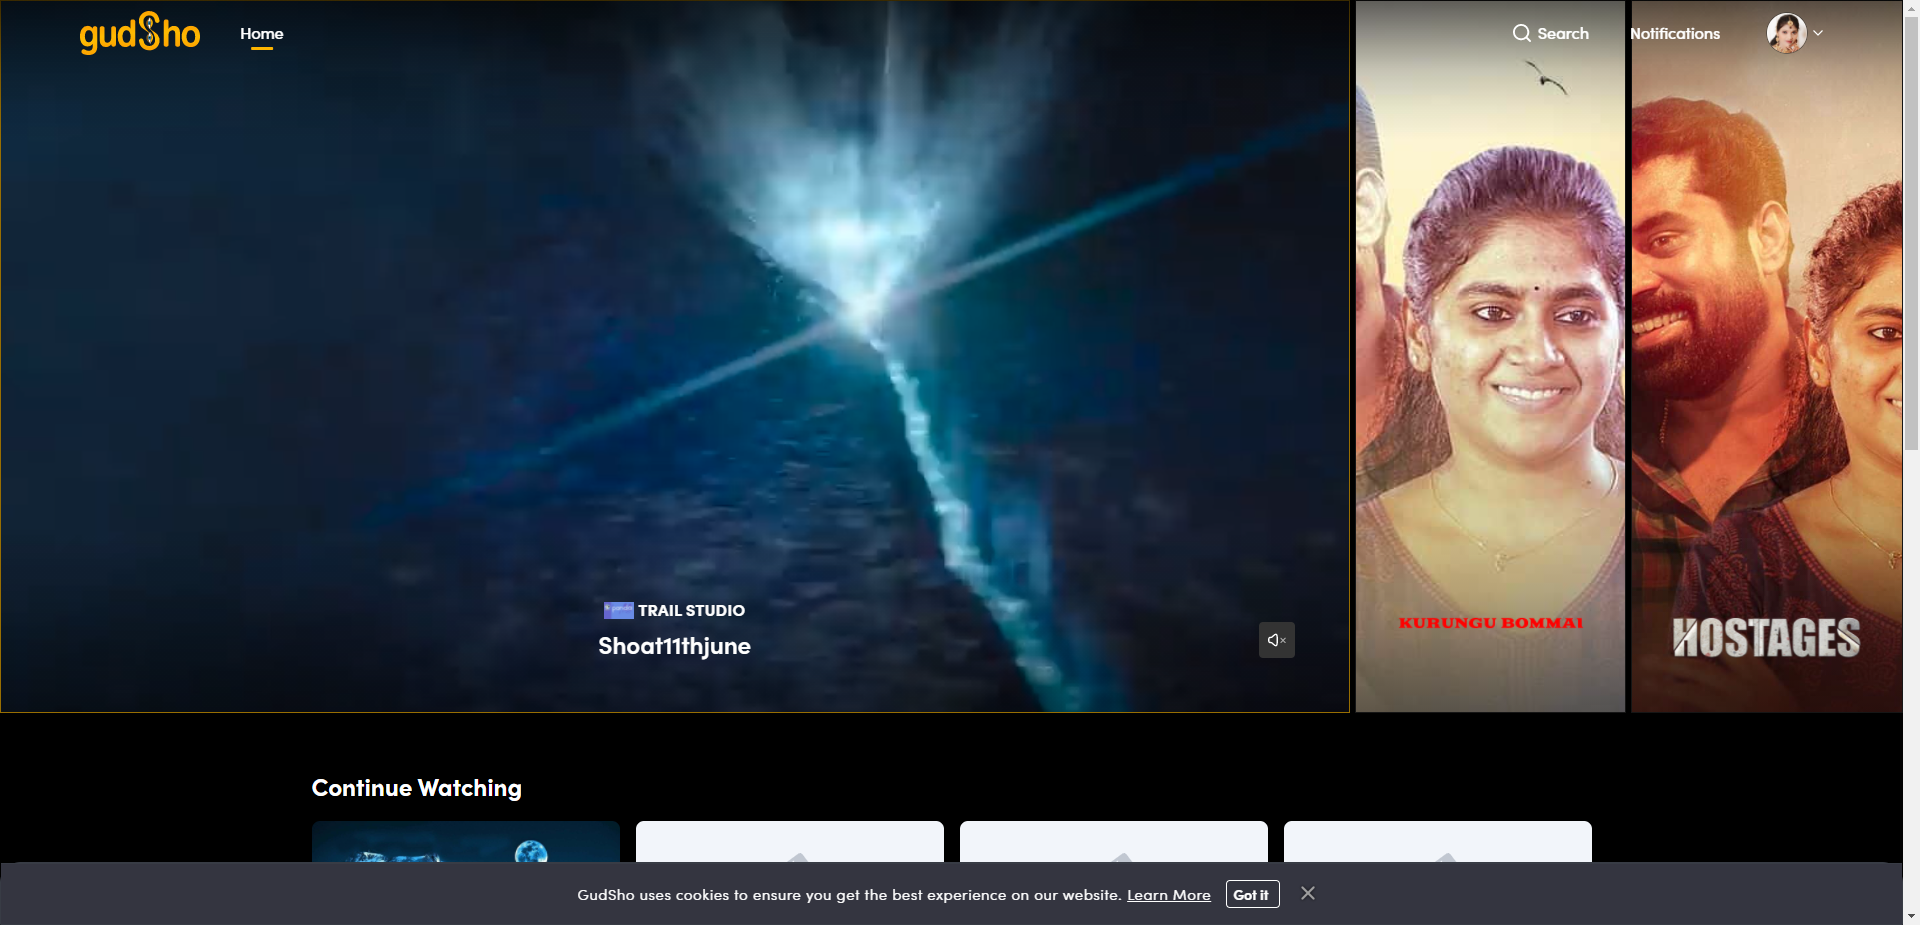 gudSho
Home
Search
Notifications
TRAIL STUDIO
Shoat11thjune
KURUNGU BOMMAI
HOSTAGES
Continue Watching
GudSho uses cookies to ensure you get the best experience on our website. Learn More
Got it